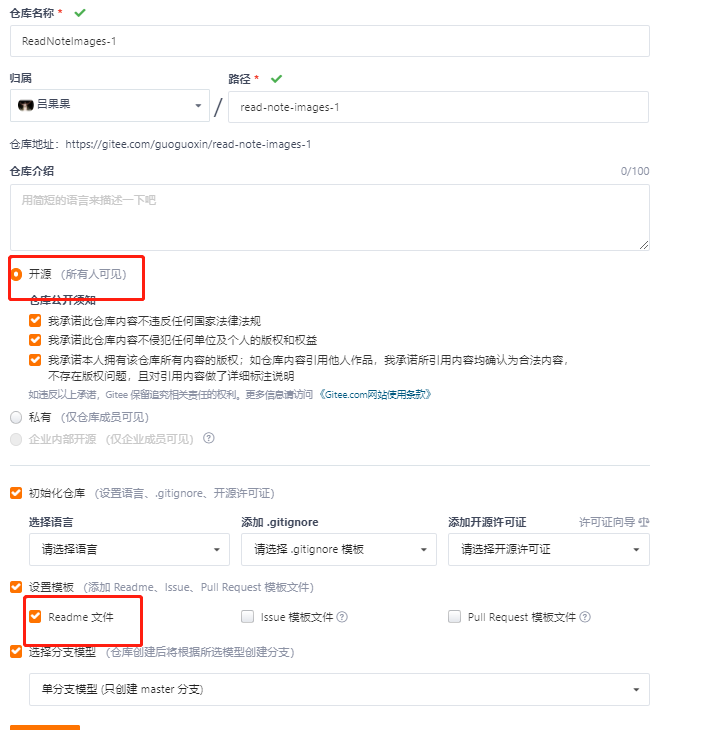 仓库名称 *
ReadNoteImages-1
归属 路径 *
吕果果 / read-note-images-1
仓库地址：https://gitee.com/guoguoxin/read-note-images-1
仓库介绍 0/100
用简短的语言来描述一下吧
开源 (所有人可见)
仓库公开须知
我承诺此仓库内容不违反任何国家法律法规
我承诺此仓库内容不侵犯任何单位及个人的版权和权益
我承诺本人拥有该仓库所有内容的版权；如仓库内容引用他人作品，我承诺所引用内容均确认为合法内容，
不存在版权问题，且对引用内容做了详细标注说明
如违反以上承诺，Gitee 保留追究相关责任的权利。更多信息请访问 《Gitee.com网站使用条款》
私有 (仅仓库成员可见)
企业内部开源 (仅企业成员可见) ?
初始化仓库 (设置语言、.gitignore、开源许可证)
选择语言 添加 .gitignore 添加开源许可证 许可证向导
请选择语言 请选择 .gitignore 模板 请选择开源许可证
设置模板 (添加 Readme、Issue、Pull Request 模板文件)
Readme 文件 Issue 模板文件 ? Pull Request 模板文件 ?
选择分支模型 (仓库创建后将根据所选模型创建分支)
单分支模型 (只创建 master 分支)